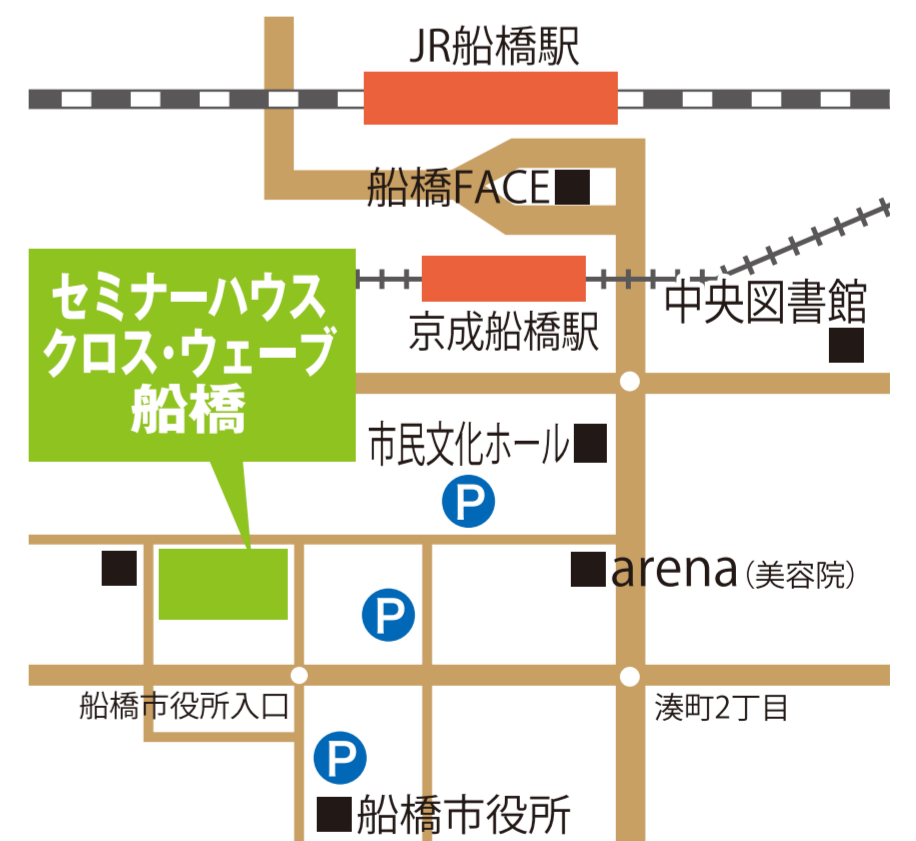 JR船橋駅
船橋FACE
セミナーハウス
クロス・ウェーブ
船橋
京成船橋駅
中央図書館
市民文化ホール
P
arena(美容院)
P
船橋市役所入口
湊町2丁目
P
船橋市役所